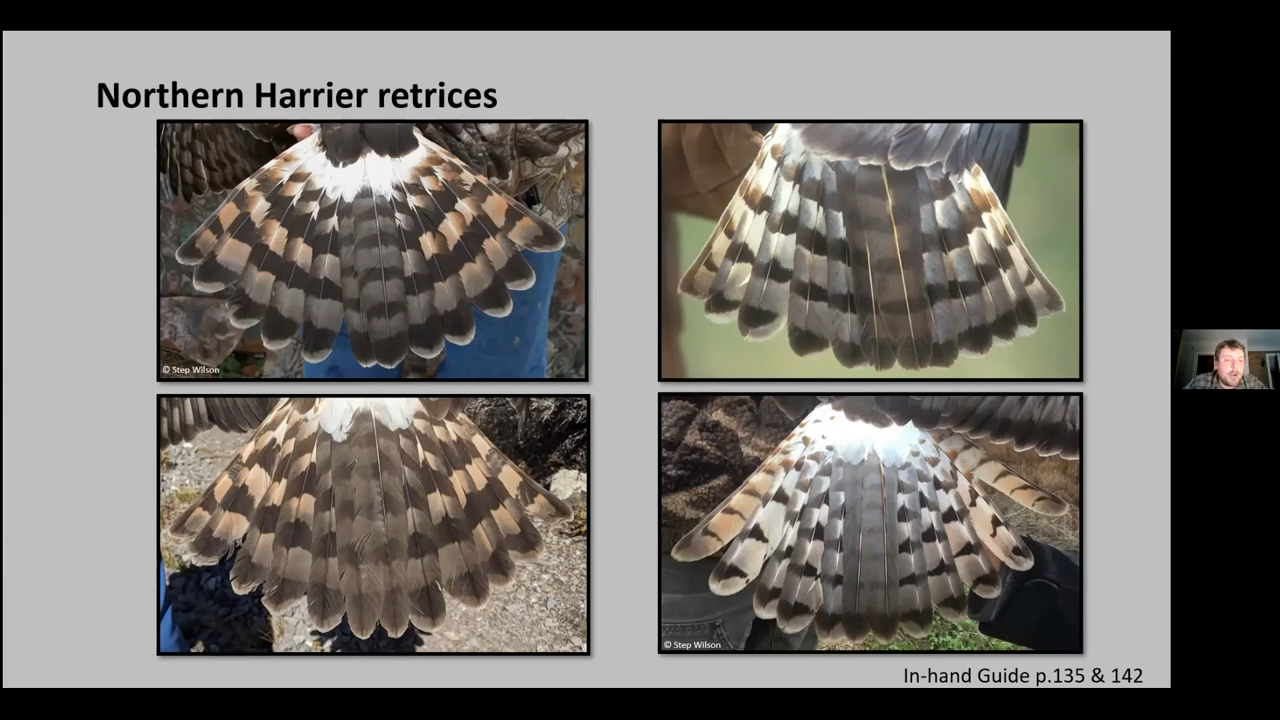 Northern Harrier retrices
© Step Wilson
© Step Wilson
In-hand Guide p.135 & 142